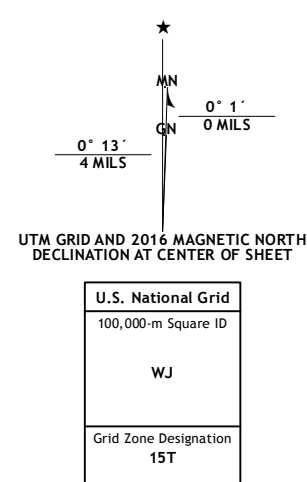 ★
MN
0° 1´
0 MILS
GN
0° 13´
4 MILS
UTM GRID AND 2016 MAGNETIC NORTH
DECLINATION AT CENTER OF SHEET
U.S. National Grid
100,000-m Square ID
WJ
Grid Zone Designation
15T